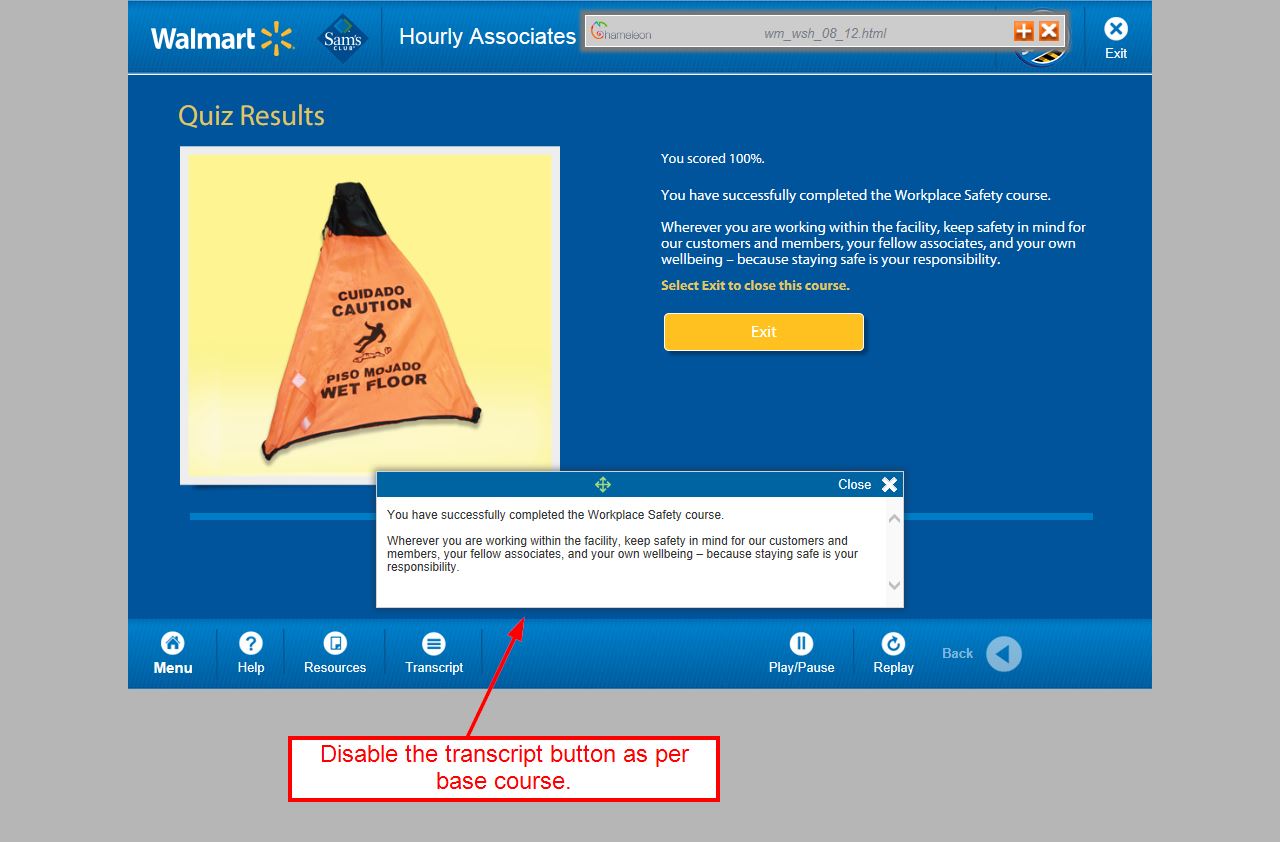 Walmart
Sam's
CLUB
Hourly Associates
Chameleon
wm_wsh_08_12.html
Exit
Quiz Results
CUIDADO
CAUTION
PISO MOJADO
WET FLOOR
You scored 100%.
You have successfully completed the Workplace Safety course.
Wherever you are working within the facility, keep safety in mind for
our customers and members, your fellow associates, and your own
wellbeing – because staying safe is your responsibility.
Select Exit to close this course.
Exit
Close
You have successfully completed the Workplace Safety course.
Wherever you are working within the facility, keep safety in mind for our customers and
members, your fellow associates, and your own wellbeing – because staying safe is your
responsibility.
Menu
Help
Resources
Transcript
Play/Pause
Replay
Back
Disable the transcript button as per
base course.